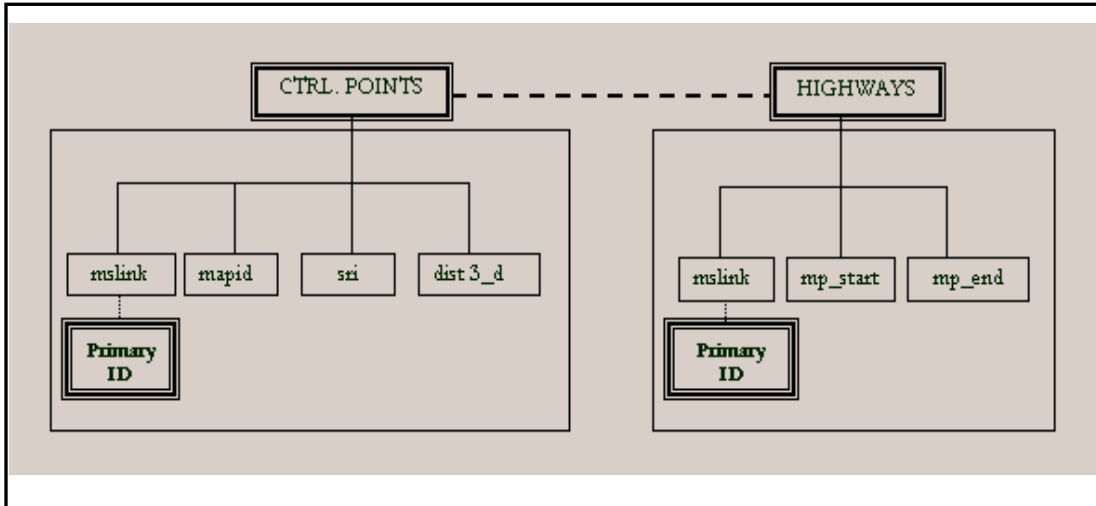 CTRL. POINTS
HIGHWAYS
mslink
mapid
sri
dist 3_d
mslink
mp_start
mp_end
Primary
ID
Primary
ID